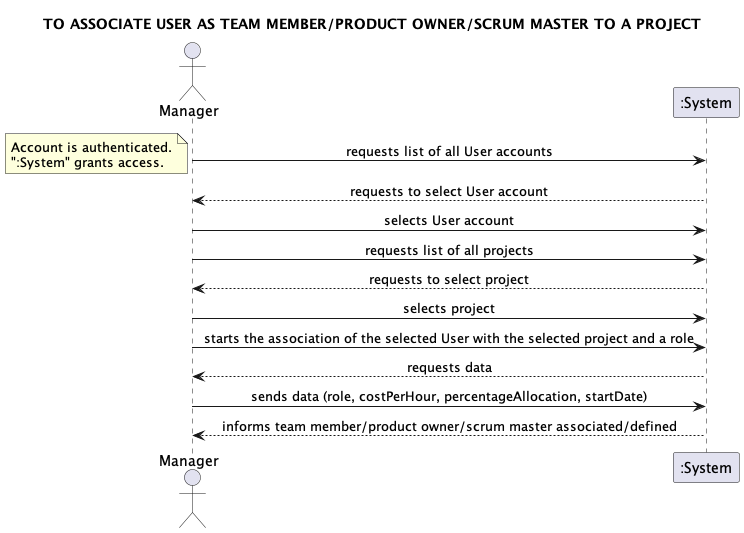 TO ASSOCIATE USER AS TEAM MEMBER/PRODUCT OWNER/SCRUM MASTER TO A PROJECT
Manager
:System
Account is authenticated.
":System" grants access.
requests list of all User accounts
requests to select User account
selects User account
requests list of all projects
requests to select project
selects project
starts the association of the selected User with the selected project and a role
requests data
sends data (role, costPerHour, percentageAllocation, startDate)
informs team member/product owner/scrum master associated/defined
Manager
:System